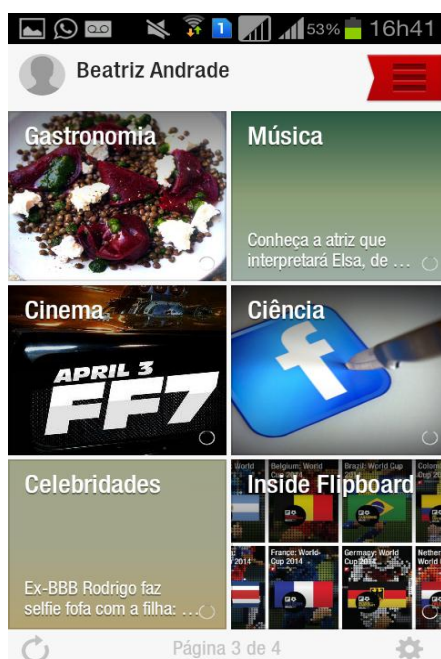 53% 16h41
Beatriz Andrade
Gastronomia
Música
Conheça a atriz que
interpretará Elsa, de ...
Cinema
APRIL 3
FF7
Ciência
Celebridades
Ex-BBB Rodrigo faz
selfie fofa com a filha: ...
Inside Flipboard
World
Belgium: World
Cup 2014
Brazil: World Cup
2014
France: World
Cup 2014
Germany: World
Cup 2014
Página 3 de 4